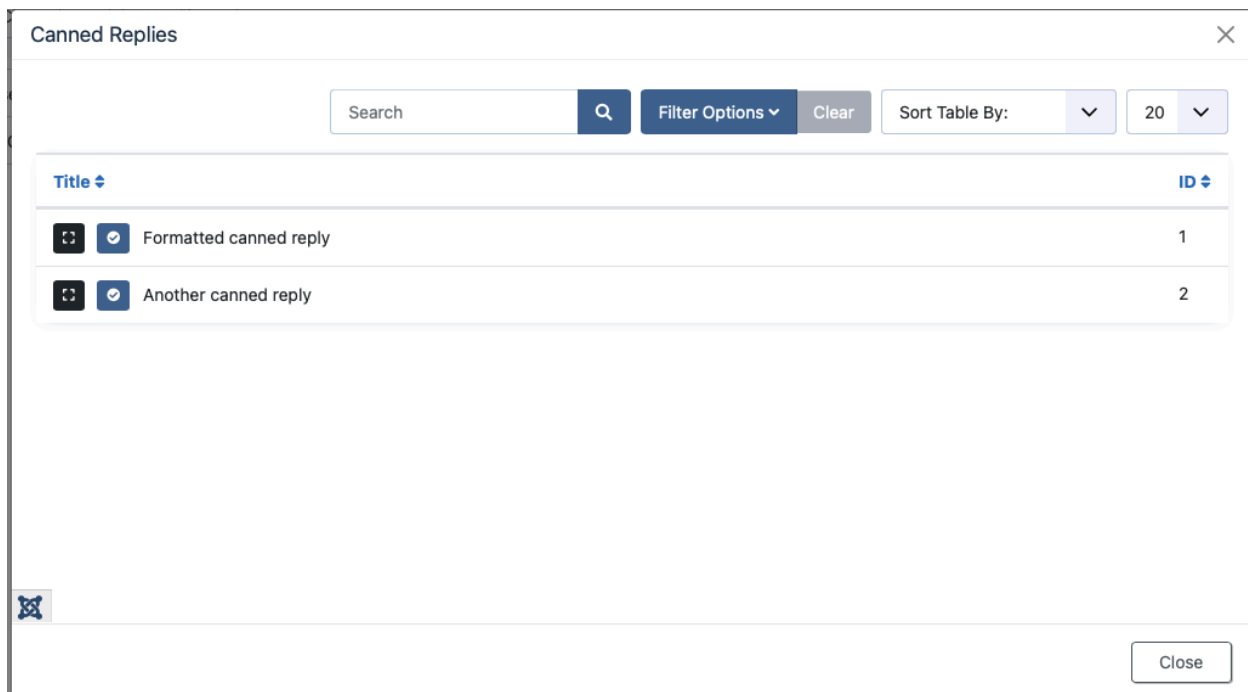 Canned Replies
Search
Filter Options
Clear
Sort Table By:
20
Title
ID
Formatted canned reply
1
Another canned reply
2
Close